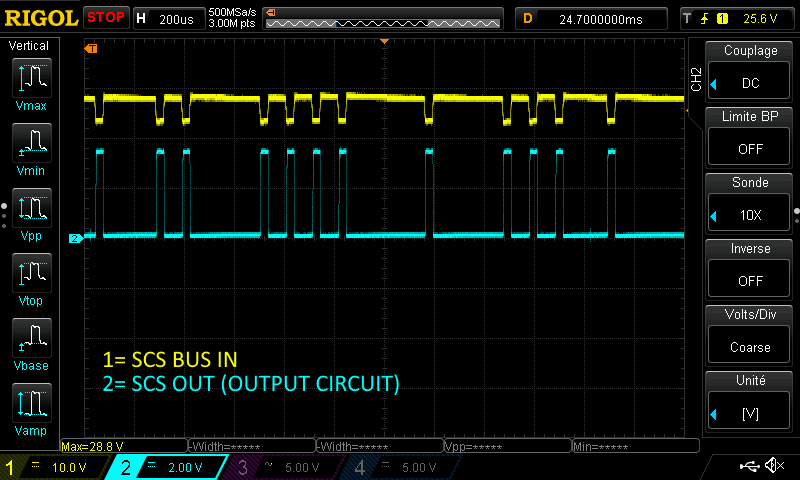 RIGOL STOP H 200us 500MSa/s 3.00M pts D 24.7000000ms T 1 25.6 V
Vertical
Vmax
Vmin
Vpp
Vtop
Vbase
Vamp
T
2
1= SCS BUS IN
2= SCS OUT (OUTPUT CIRCUIT)
CH2
Couplage
DC
Limite BP
OFF
Sonde
10X
Inverse
OFF
Volts/Div
Coarse
Unité
[V]
Max=28.8 V -Width=***** -Width=***** Vpp=***** Min=*****
1 10.0 V 2 2.00 V 3 5.00 V 4 5.00 V